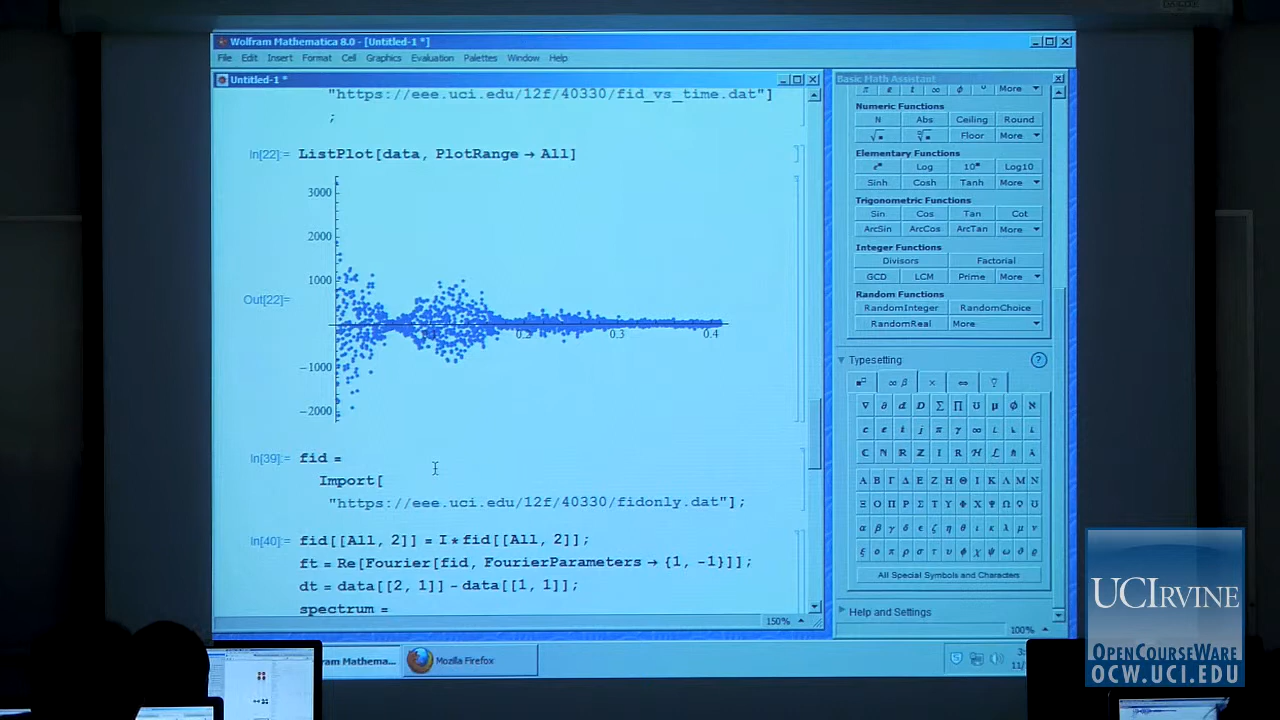 Wolfram Mathematica 8.0 - [Untitled-1 *]
File Edit Insert Format Cell Graphics Evaluation Palettes Window Help
Untitled-1 *
"https://eee.uci.edu/12f/40330/fid_vs_time.dat"]
;
In[22]:= ListPlot[data, PlotRange → All]
3000
2000
1000
Out[22]=
0.2 0.3 0.4
-1000
-2000
In[39]:= fid =
Import[
"https://eee.uci.edu/12f/40330/fidonly.dat"];
In[40]:= fid[[All, 2]] = I*fid[[All, 2]];
ft = Re[Fourier[fid, FourierParameters → {1, -1}]];
dt = data[[2, 1]] - data[[1, 1]];
spectrum =
150%
Basic Math Assistant
π e i ∞ ° More
Numeric Functions
N Abs Ceiling Round
Floor More
Elementary Functions
Log Log10
Sinh Cosh Tanh More
Trigonometric Functions
Sin Cos Tan Cot
ArcSin ArcCos ArcTan More
Integer Functions
Divisors Factorial
GCD LCM Prime More
Random Functions
RandomInteger RandomChoice
RandomReal More
Typesetting
?
∞ β ×
∇ ∂ ∑ ∏ μ
Α Β Γ Δ Ε Ζ Η Θ Ι Κ Λ Μ Ν
Ξ Ο Π Ρ Σ Τ Υ Φ Χ Ψ Ω
α β γ δ ϵ ζ η θ ι κ λ μ ν
ξ ο π ρ σ τ υ φ χ ψ ω
All Special Symbols and Characters
Help and Settings
100%
Mathema...
Mozilla Firefox
UCIRVINE
OPENCOURSEWARE
OCW.UCI.EDU